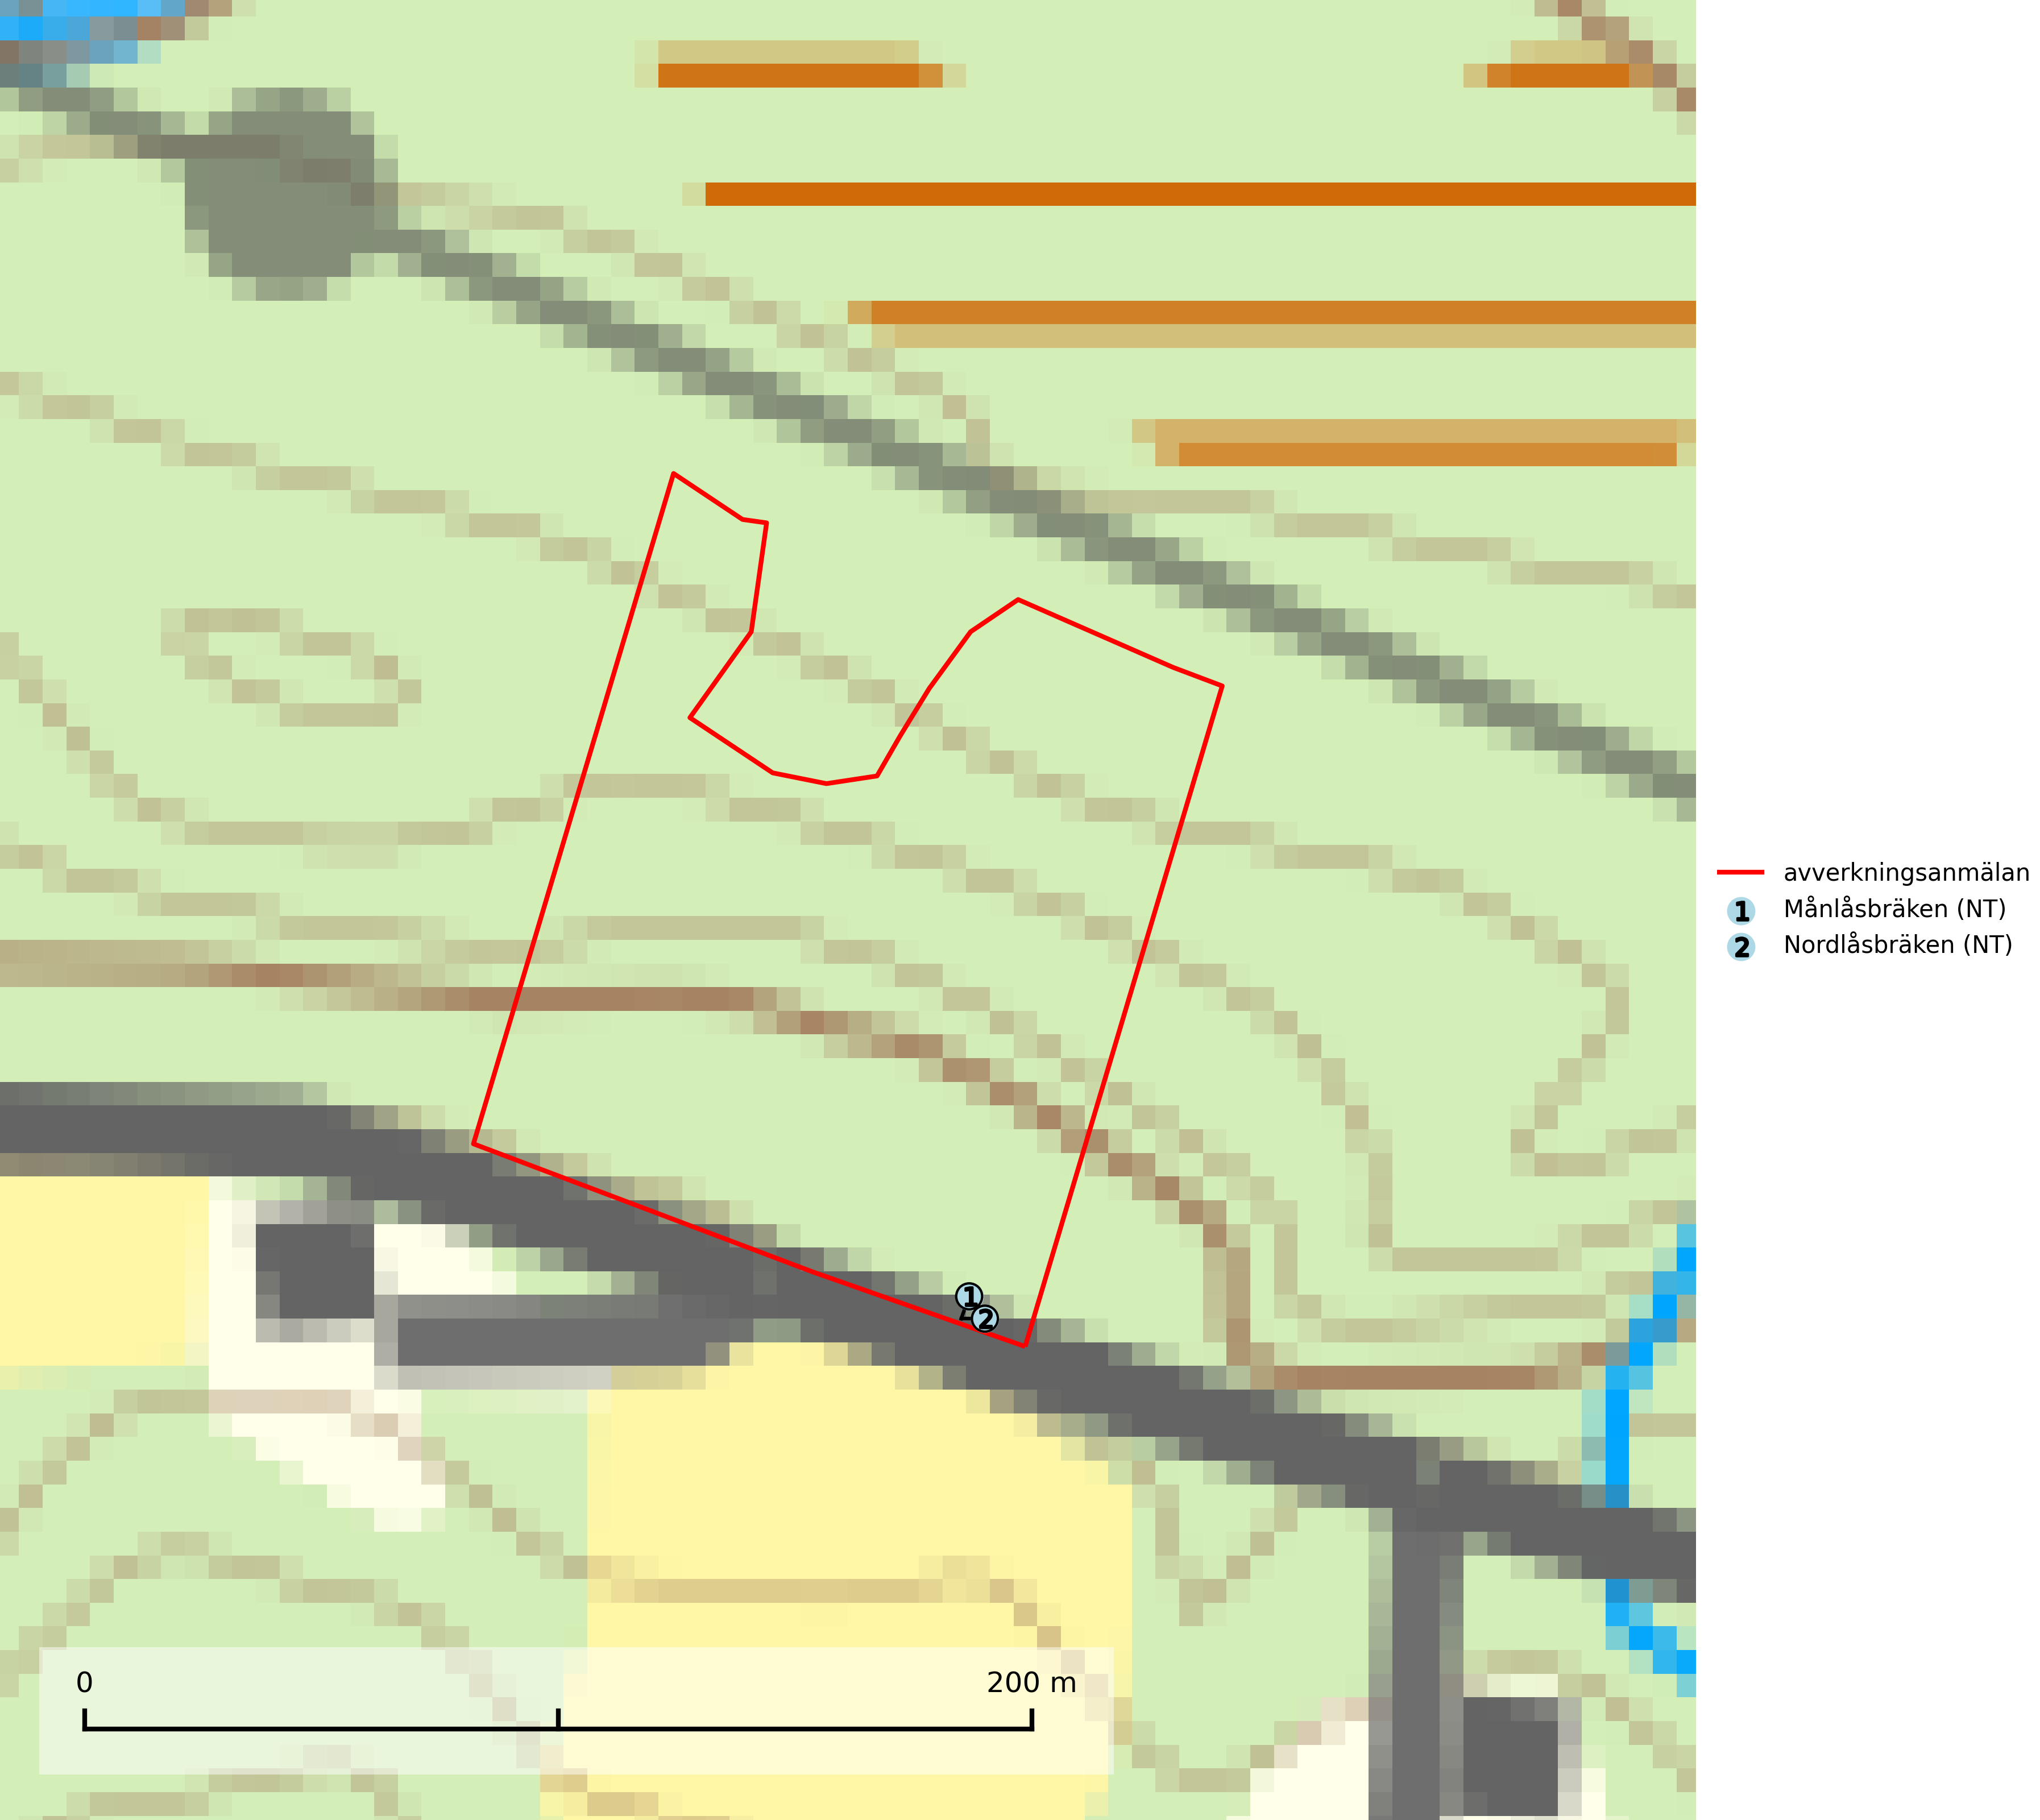 avverkningsanmälan
1 Månlåsbräken (NT)
2 Nordlåsbräken (NT)
1
2
0 200 m